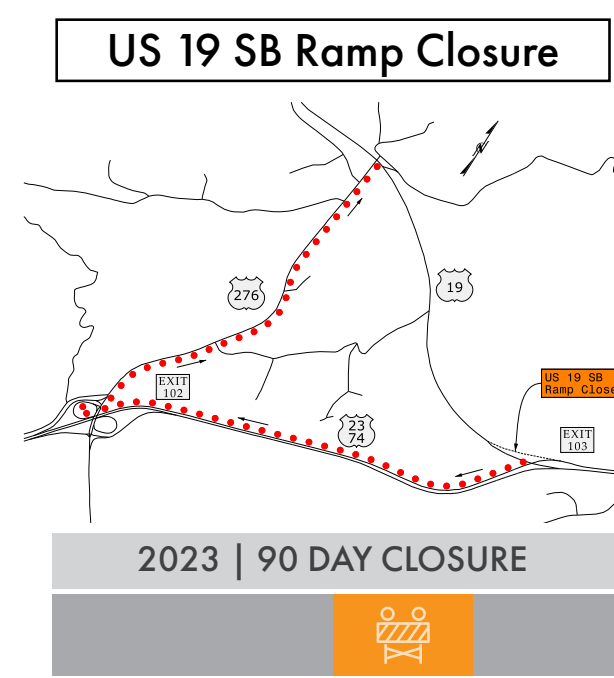 US 19 SB Ramp Closure
276
19
US 19 SB
Ramp Close
EXIT
102
23
74
EXIT
103
N
2023 | 90 DAY CLOSURE